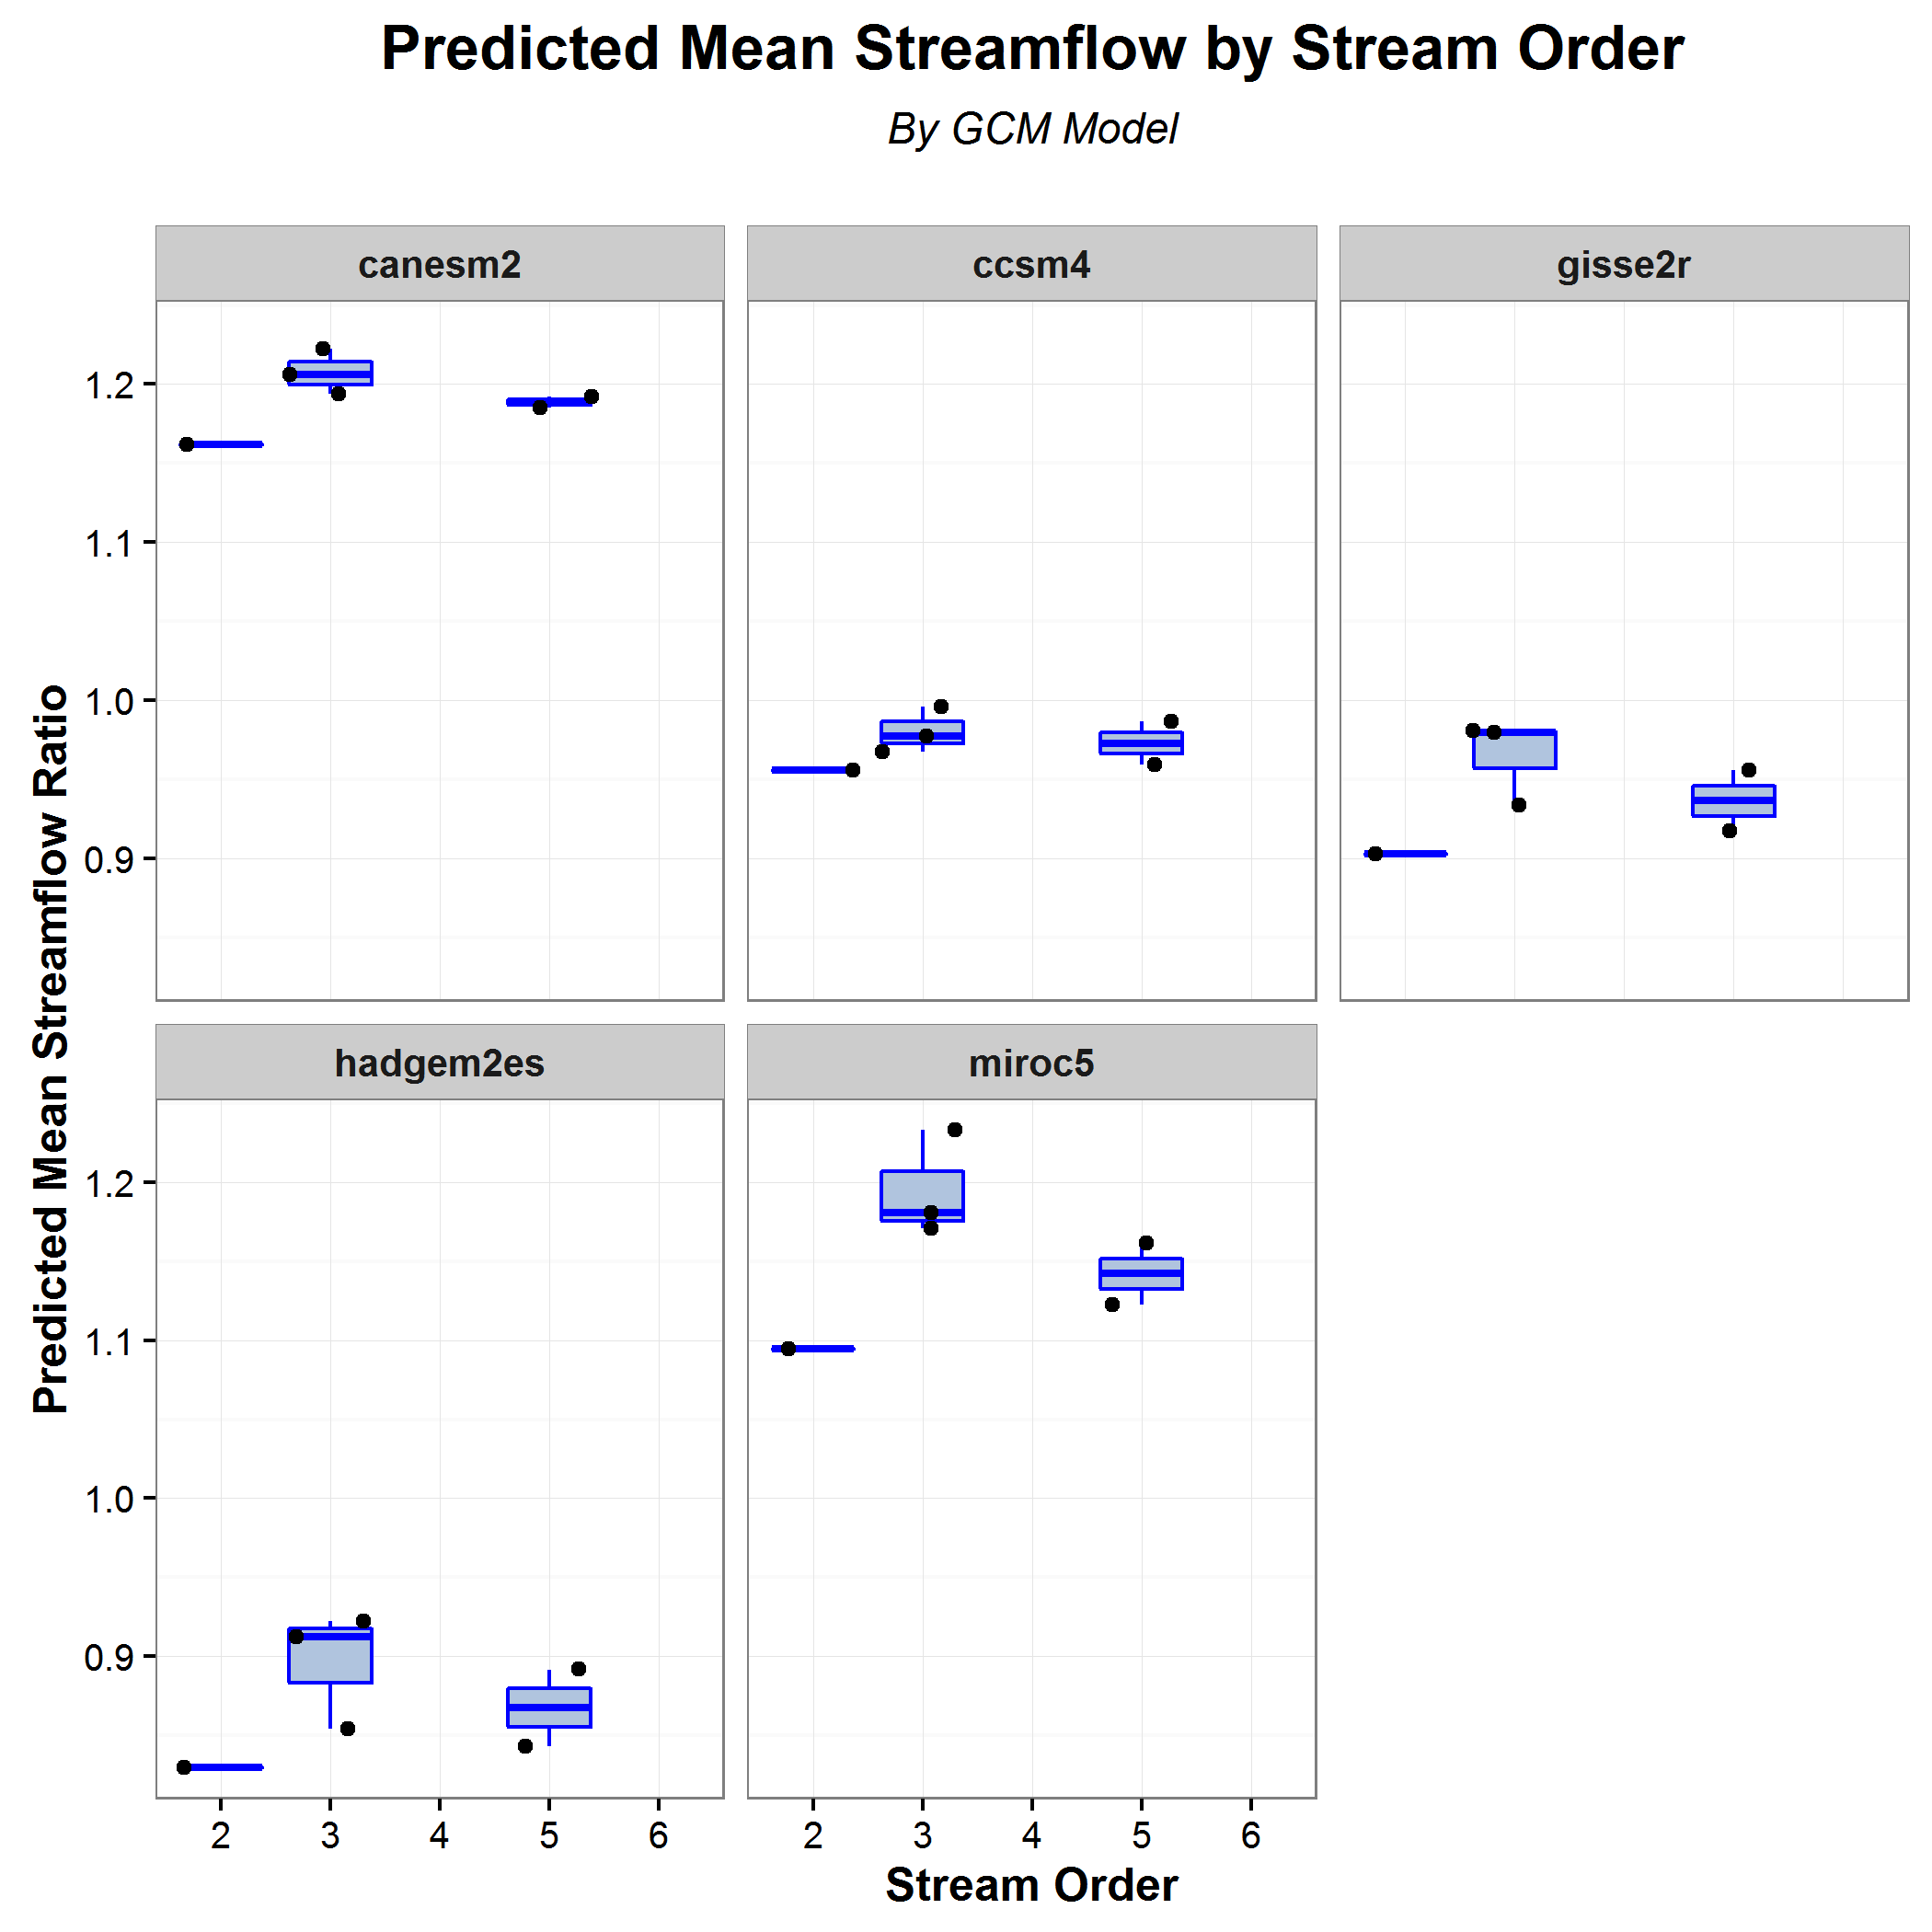 Predicted Mean Streamflow by Stream Order
By GCM Model
canesm2
ccsm4
gisse2r
1.2
1.1
1.0
0.9
hadgem2es
miroc5
1.2
1.1
1.0
0.9
2 3 4 5 6
2 3 4 5 6
Stream Order
Predicted Mean Streamflow Ratio